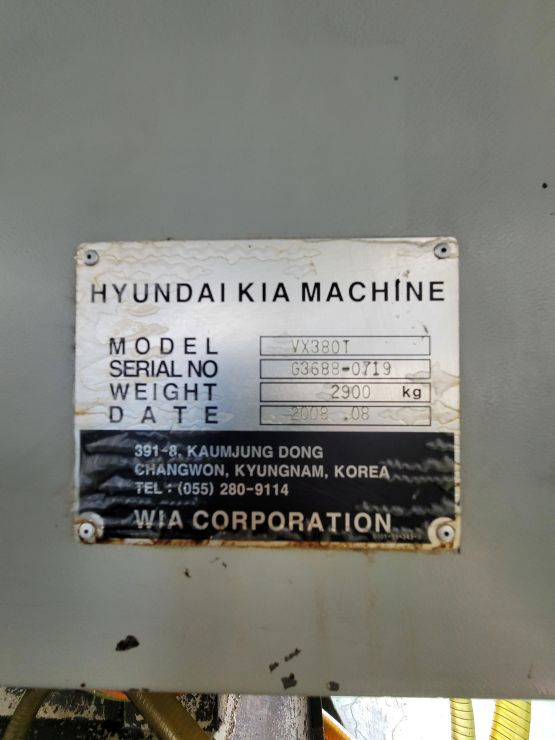 HYUNDAI KIA MACHINE
MODEL VX380T
SERIAL NO G3688-0719
WEIGHT 2900 kg
DATE 2008 .08
391-8, KAUMJUNG DONG
CHANGWON, KYUNGNAM, KOREA
TEL : (055) 280-9114
WIA CORPORATION